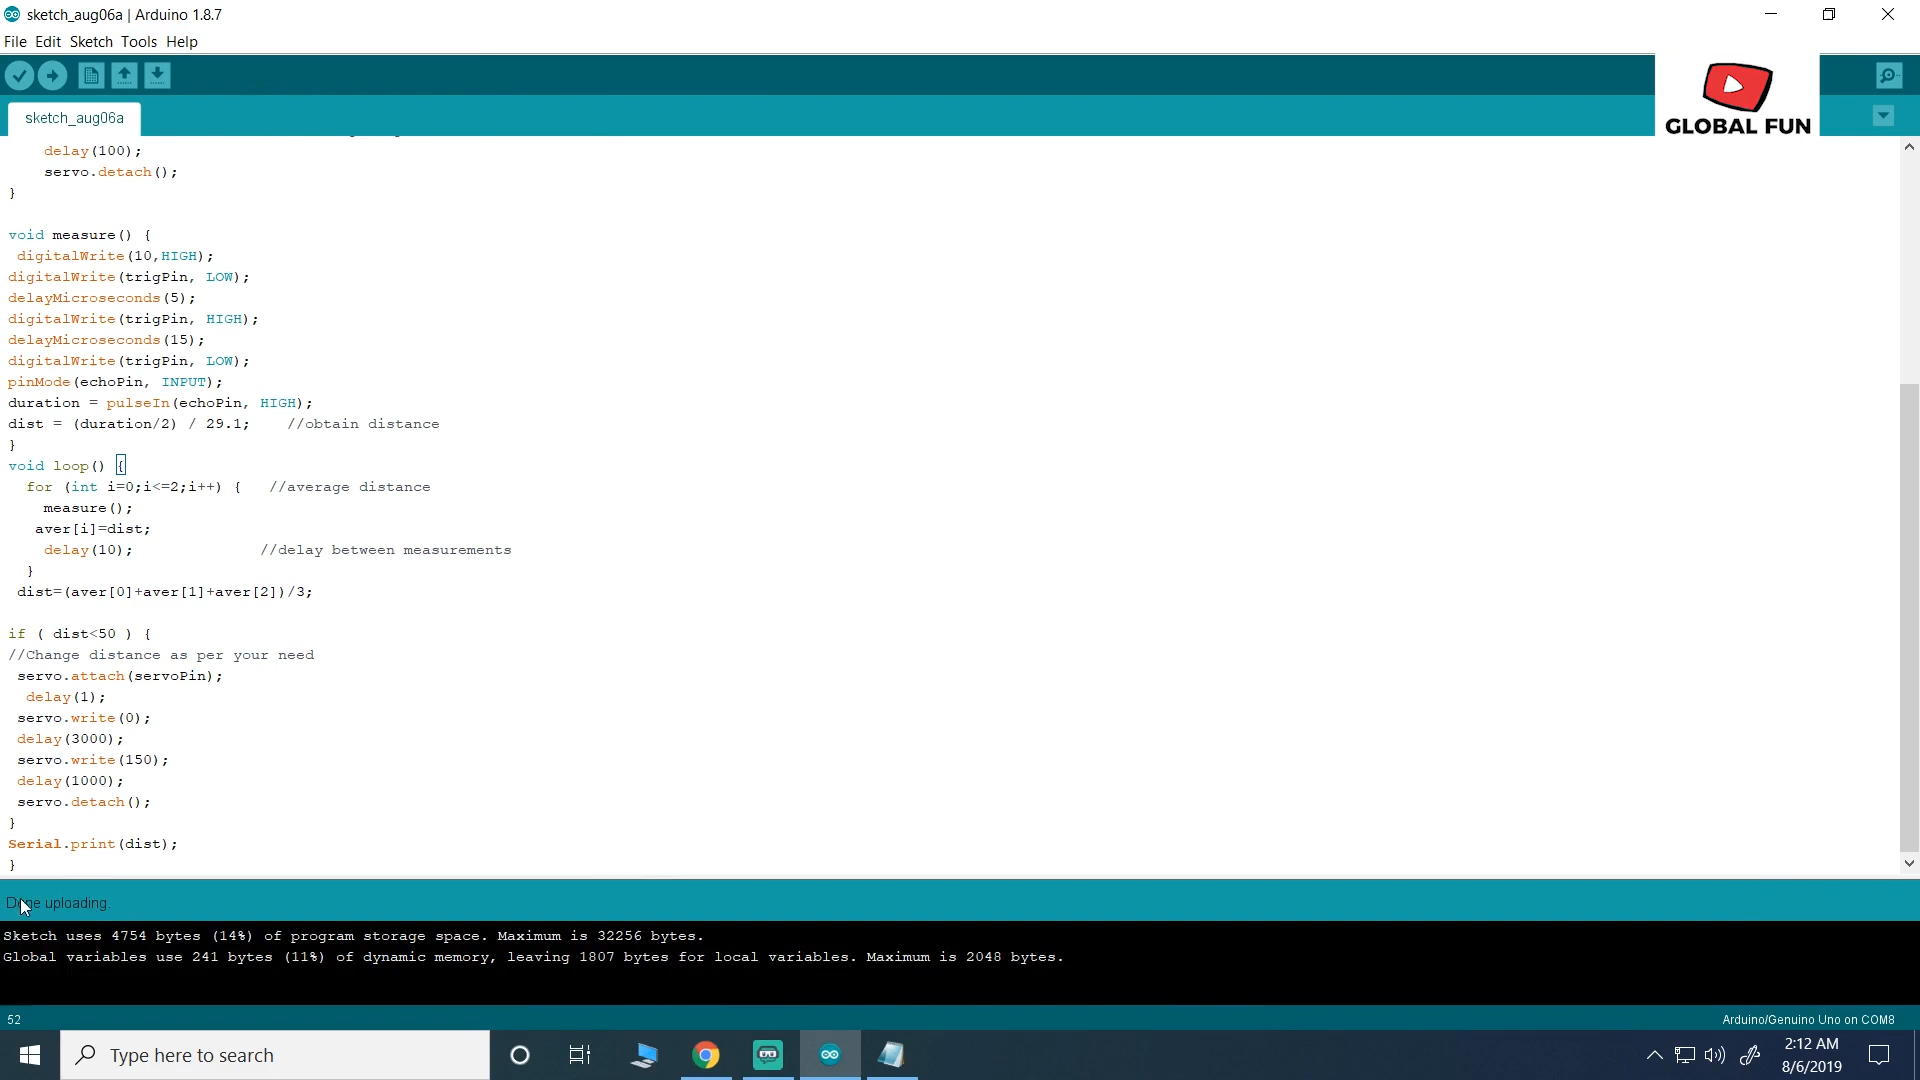 sketch_aug06a | Arduino 1.8.7
File Edit Sketch Tools Help
GLOBAL FUN
sketch_aug06a
delay(100);
servo.detach();
}
void measure() {
digitalWrite(10,HIGH);
digitalWrite(trigPin, LOW);
delayMicroseconds(5);
digitalWrite(trigPin, HIGH);
delayMicroseconds(15);
digitalWrite(trigPin, LOW);
pinMode(echoPin, INPUT);
duration = pulseIn(echoPin, HIGH);
dist = (duration/2) / 29.1;    //obtain distance
}
void loop() {
for (int i=0;i<=2;i++) {   //average distance
measure();
aver[i]=dist;
delay(10);              //delay between measurements
}
dist=(aver[0]+aver[1]+aver[2])/3;
if ( dist<50 ) {
//Change distance as per your need
servo.attach(servoPin);
delay(1);
servo.write(0);
delay(3000);
servo.write(150);
delay(1000);
servo.detach();
}
Serial.print(dist);
}
Done uploading.
Sketch uses 4754 bytes (14%) of program storage space. Maximum is 32256 bytes.
Global variables use 241 bytes (11%) of dynamic memory, leaving 1807 bytes for local variables. Maximum is 2048 bytes.
52
Arduino/Genuino Uno on COM8
Type here to search
2:12 AM
8/6/2019